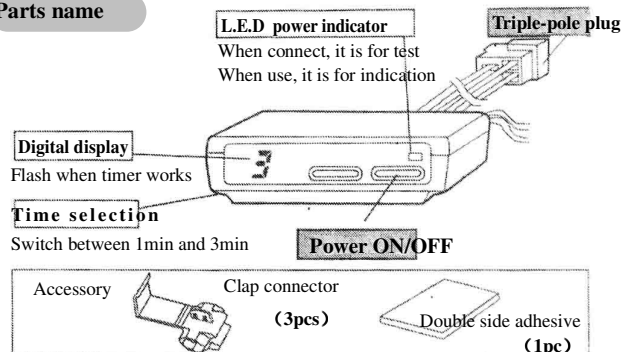 Parts name
L.E.D power indicator
When connect, it is for test
When use, it is for indication
Triple-pole plug
Digital display
3
Flash when timer works
Time selection
Switch between 1min and 3min
Power ON/OFF
Accessory
Clap connector
(3pcs)
Double side adhesive
(1pc)